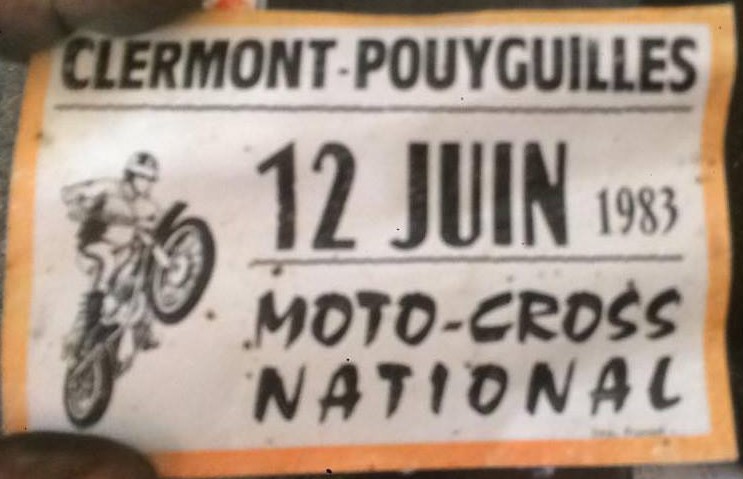 CLERMONT-POUYGUILLES
12 JUIN 1983
MOTO-CROSS
NATIONAL